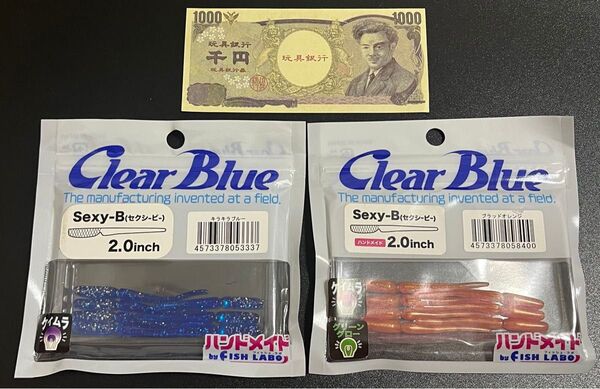 1000
1000
玩具銀行
千円
玩具銀行券
玩具銀行
Clear Blue
The manufacturing invented at a field.
Sexy-B(セクシービー)
2.0inch
キラキラブルー
4573378053337
ケイムラ
ハンドメイド
by FISH LABO
Clear Blue
The manufacturing invented at a field.
Sexy-B(セクシービー)
ハンドメイド 2.0inch
ブラッドオレンジ
4573378058400
ケイムラ
グリーン
グロー
ハンドメイド
by FISH LABO